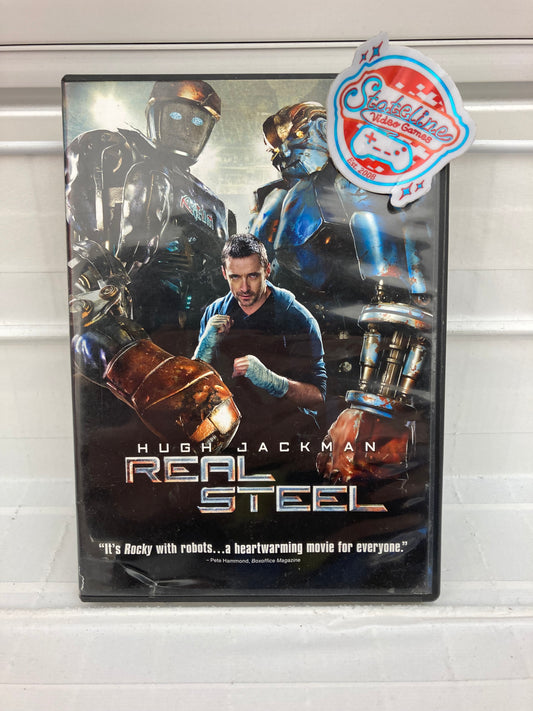 Stateline
Video Games
Est. 2008
HUGH JACKMAN
REAL
STEEL
“It’s Rocky with robots...a heartwarming movie for everyone.”
– Pete Hammond, Boxoffice Magazine